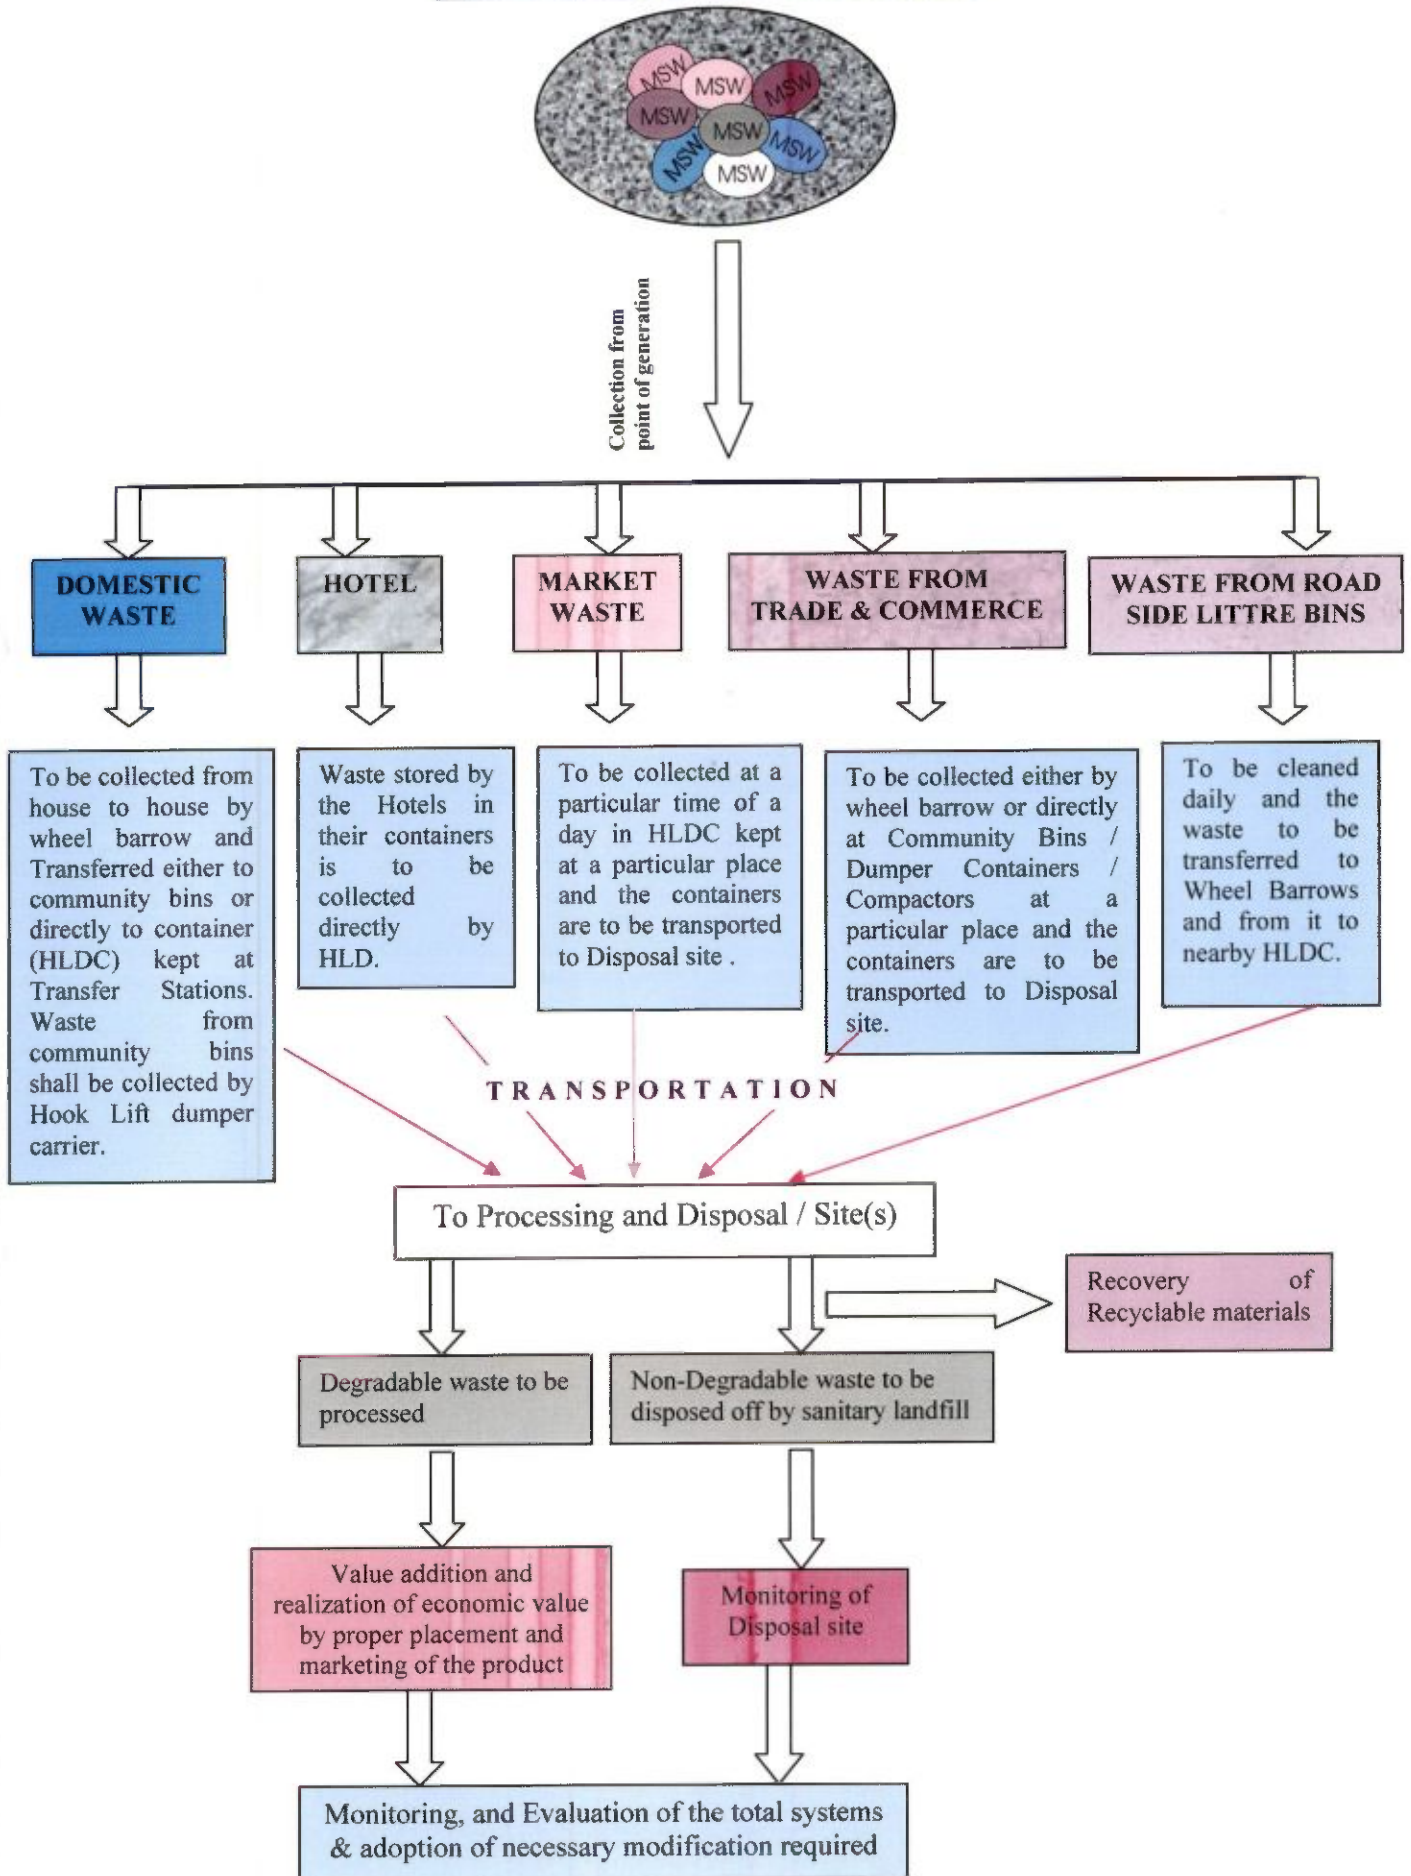 MSW
MSW
MSW
MSW
MSW
MSW
MSW
MSW
Collection from
point of generation
DOMESTIC
WASTE
HOTEL
MARKET
WASTE
WASTE FROM
TRADE & COMMERCE
WASTE FROM ROAD
SIDE LITTRE BINS
To be collected from
house to house by
wheel barrow and
Transferred either to
community bins or
directly to container
(HLDC) kept at
Transfer Stations.
Waste from
community bins
shall be collected by
Hook Lift dumper
carrier.
Waste stored by
the Hotels in
their containers
is to be
collected
directly by
HLD.
To be collected at a
particular time of a
day in HLDC kept
at a particular place
and the containers
are to be transported
to Disposal site .
To be collected either by
wheel barrow or directly
at Community Bins /
Dumper Containers /
Compactors at a
particular place and the
containers are to be
transported to Disposal
site.
To be cleaned
daily and the
waste to be
transferred to
Wheel Barrows
and from it to
nearby HLDC.
TRANSPORTATION
To Processing and Disposal / Site(s)
Recovery of
Recyclable materials
Degradable waste to be
processed
Non-Degradable waste to be
disposed off by sanitary landfill
Value addition and
realization of economic value
by proper placement and
marketing of the product
Monitoring of
Disposal site
Monitoring, and Evaluation of the total systems
& adoption of necessary modification required